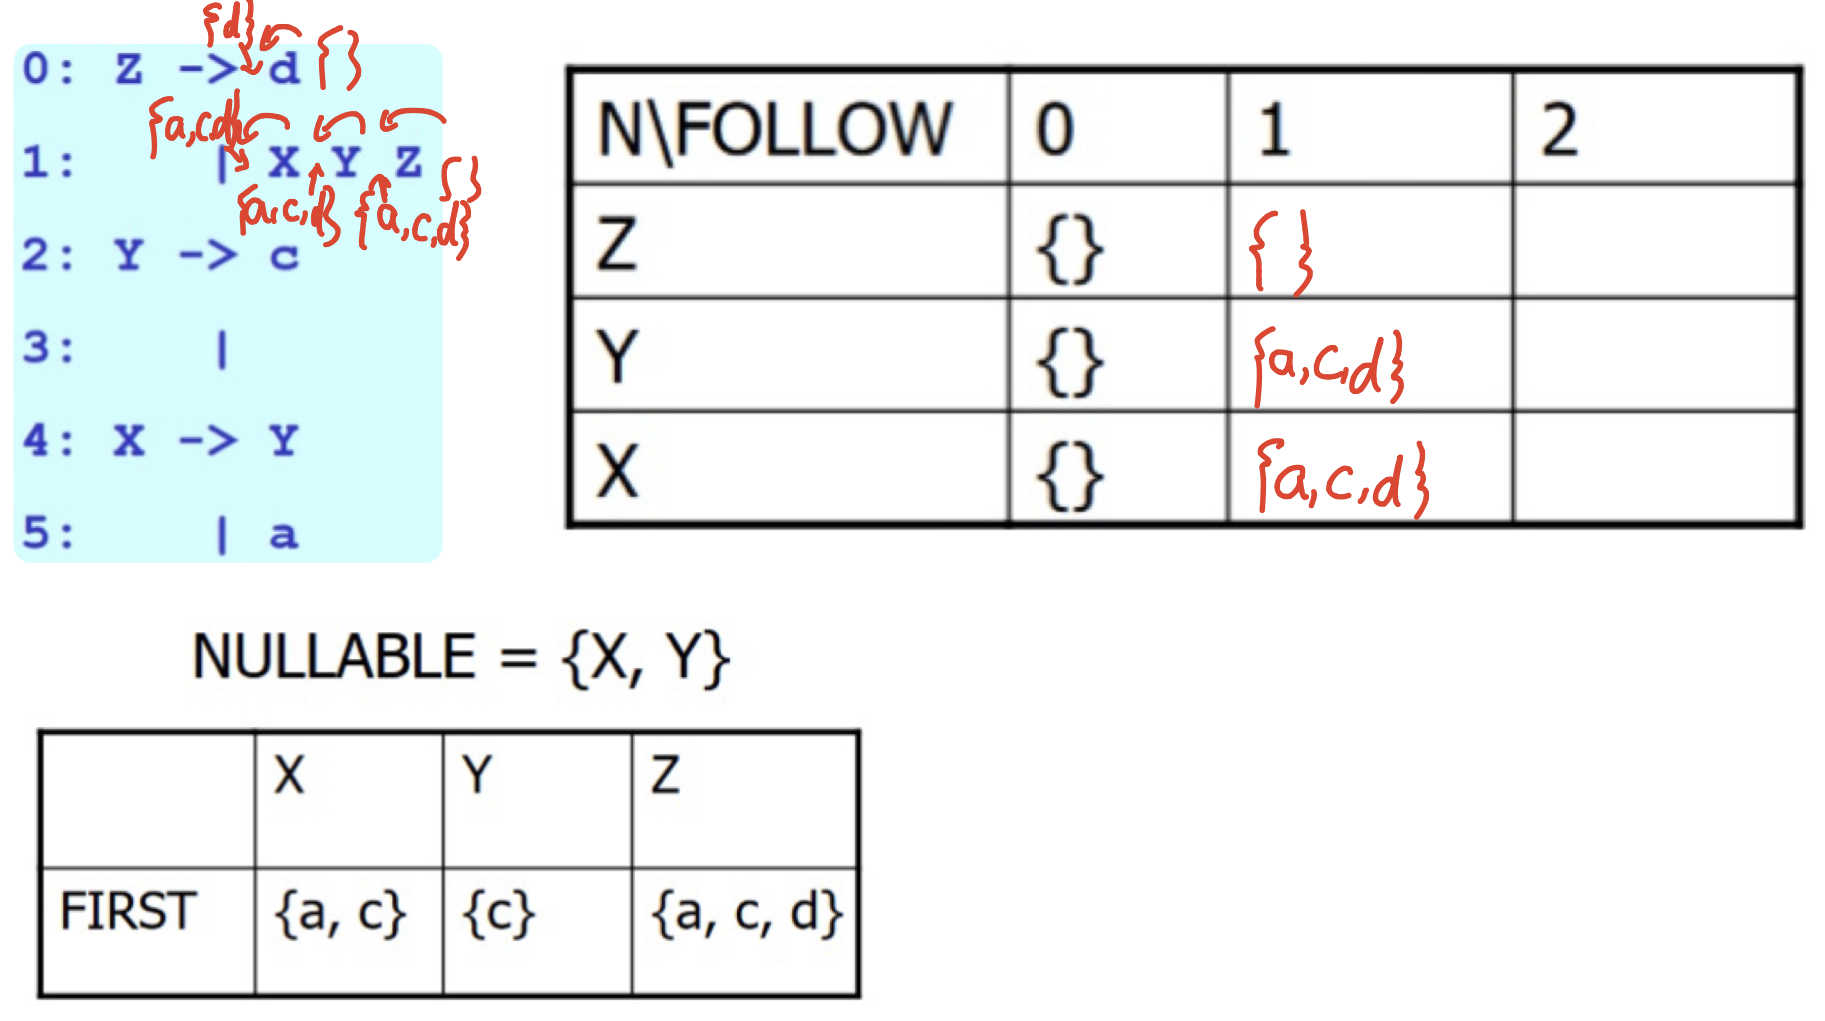 {d}
0: Z -> d {}
{a,c,d}
1: | X Y Z {}
{a,c,d} {a,c,d}
2: Y -> c
3: |
4: X -> Y
5: | a
N\FOLLOW 0 1 2
Z {} { }
Y {} {a,c,d}
X {} {a,c,d}
NULLABLE = {X, Y}
X Y Z
FIRST {a, c} {c} {a, c, d}